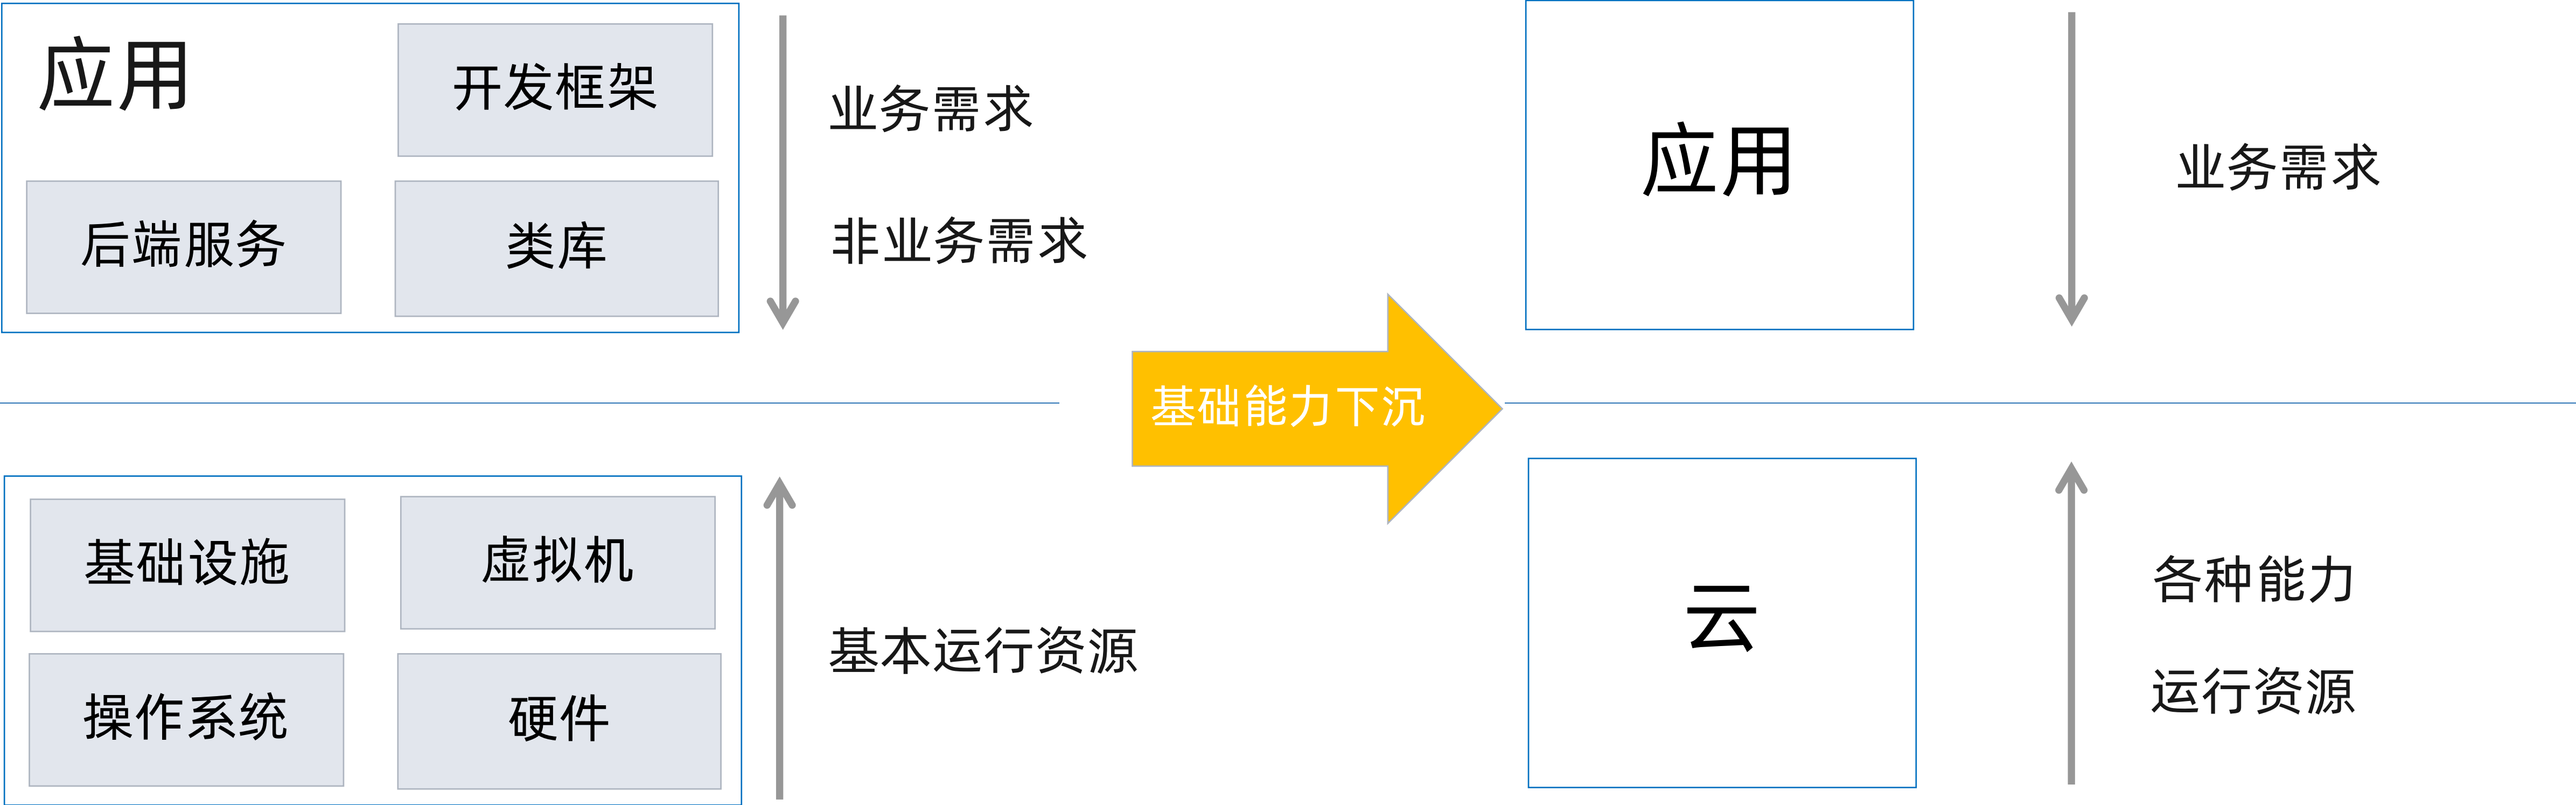 应用
开发框架
后端服务
类库
业务需求
非业务需求
基础能力下沉
应用
业务需求
基础设施
虚拟机
操作系统
硬件
基本运行资源
云
各种能力
运行资源